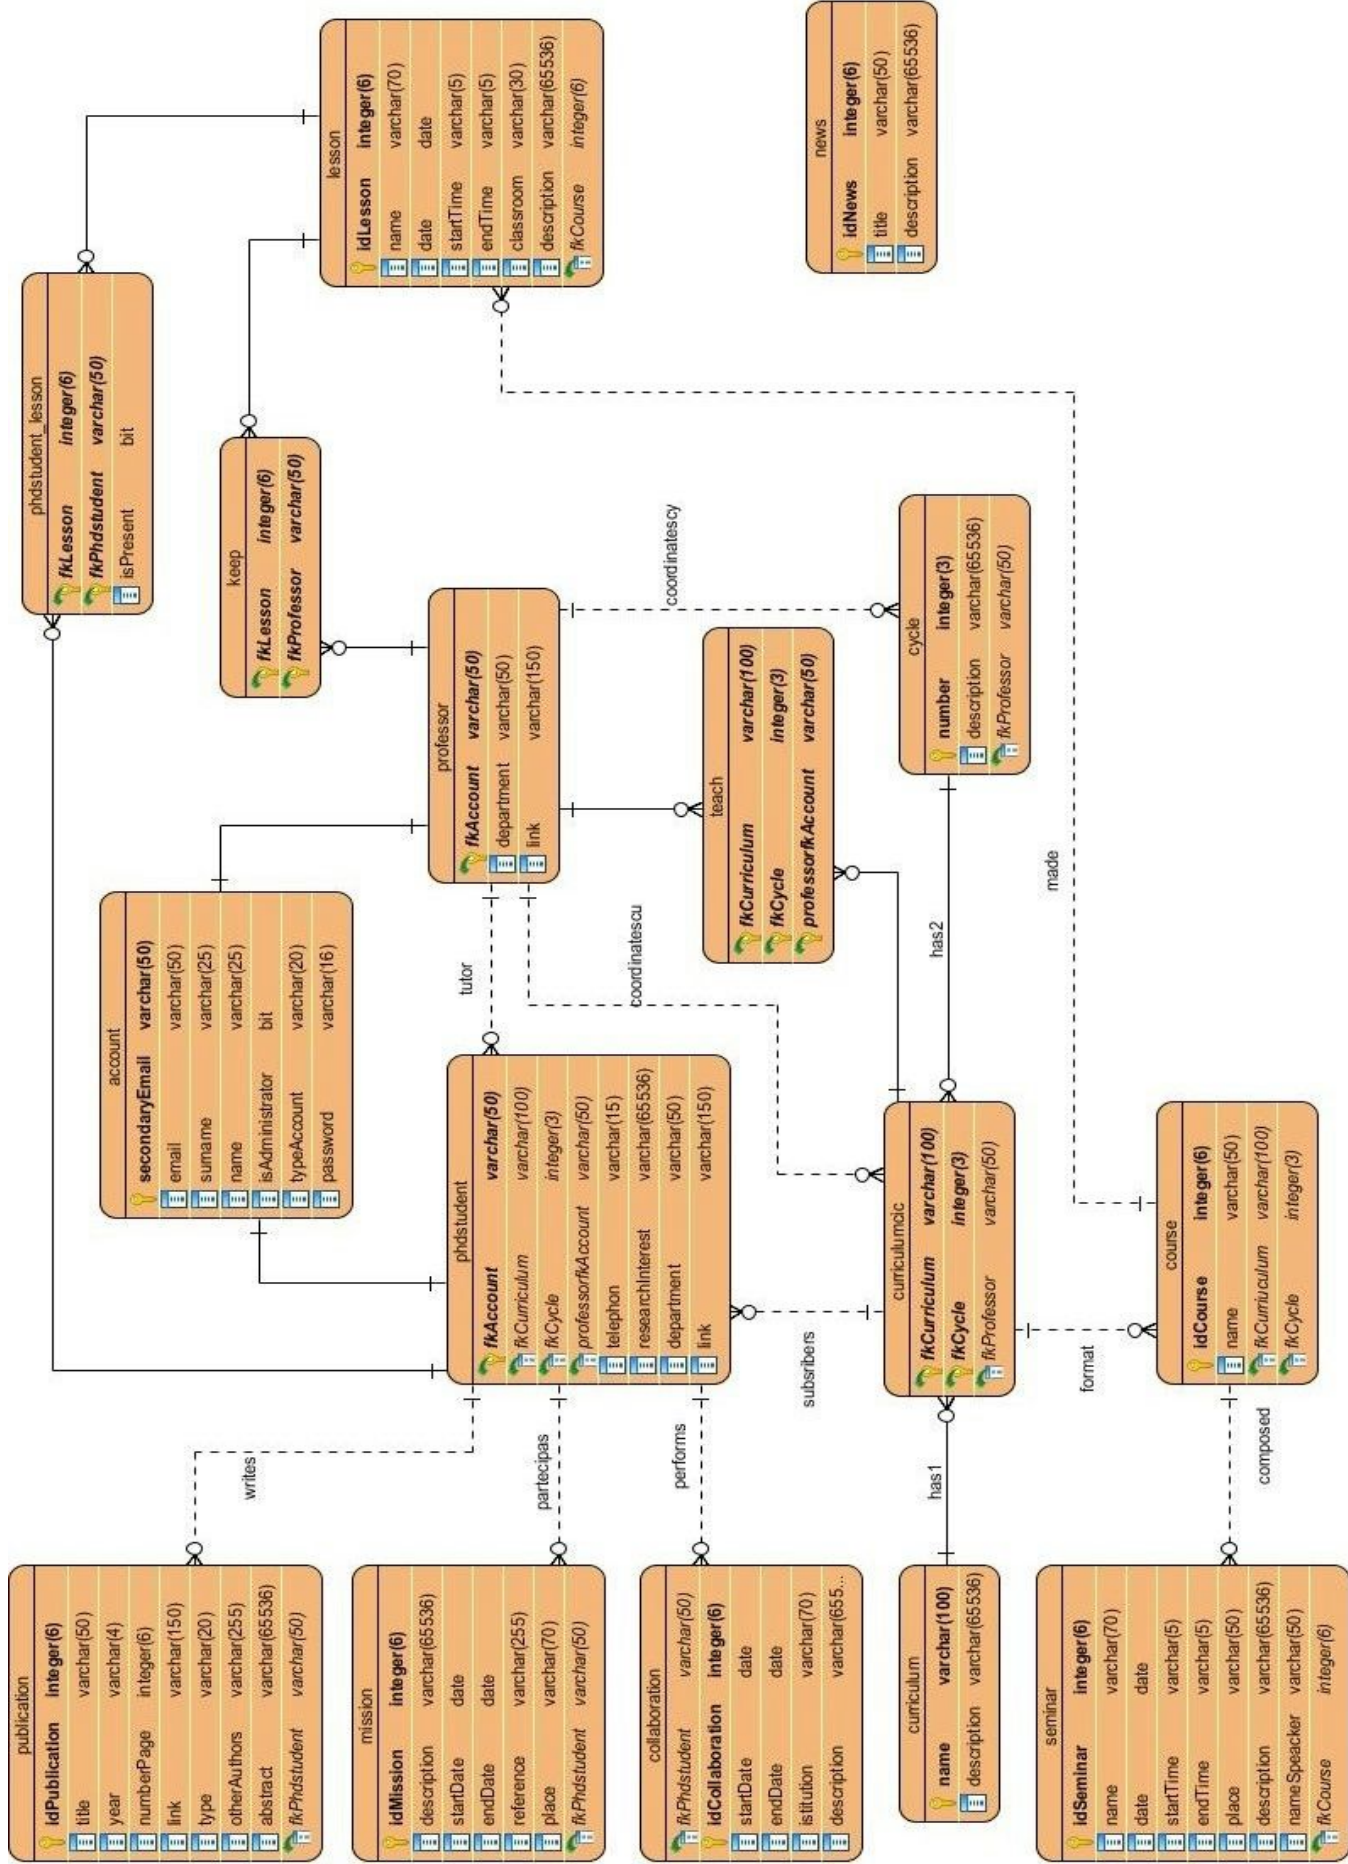 publication
idPublication integer(6)
title varchar(50)
year varchar(4)
numberPage integer(6)
link varchar(150)
type varchar(20)
otherAuthors varchar(255)
abstract varchar(65536)
fkPhdstudent varchar(50)
mission
idMission integer(6)
description varchar(65536)
startDate date
endDate date
reference varchar(255)
place varchar(70)
fkPhdstudent varchar(50)
collaboration
fkPhdstudent varchar(50)
idCollaboration integer(6)
startDate date
endDate date
istitution varchar(70)
description varchar(655...
curriculum
name varchar(100)
description varchar(65536)
seminar
idSeminar integer(6)
name varchar(70)
date date
startTime varchar(5)
endTime varchar(5)
place varchar(50)
description varchar(65536)
nameSpeacker varchar(50)
fkCourse integer(6)
writes
partecipas
performs
has1
composed
account
secondaryEmail varchar(50)
email varchar(50)
surname varchar(25)
name varchar(25)
isAdministrator bit
typeAccount varchar(20)
password varchar(16)
phdstudent
fkAccount varchar(50)
fkCurriculum varchar(100)
fkCycle integer(3)
professorfkAccount varchar(50)
telephon varchar(15)
researchInterest varchar(65536)
department varchar(50)
link varchar(150)
subsribers
curriculumcic
fkCurriculum varchar(100)
fkCycle integer(3)
fkProfessor varchar(50)
format
course
idCourse integer(6)
name varchar(50)
fkCurriuculum varchar(100)
fkCycle integer(3)
tutor
coordinatescu
has2
made
professor
fkAccount varchar(50)
department varchar(50)
link varchar(150)
teach
fkCurriculum varchar(100)
fkCycle integer(3)
professorfkAccount varchar(50)
coordinatescy
cycle
number integer(3)
description varchar(65536)
fkProfessor varchar(50)
phdstudent_lesson
fkLesson integer(6)
fkPhdstudent varchar(50)
isPresent bit
keep
fkLesson integer(6)
fkProfessor varchar(50)
lesson
idLesson integer(6)
name varchar(70)
date date
startTime varchar(5)
endTime varchar(5)
classroom varchar(30)
description varchar(65536)
fkCourse integer(6)
news
idNews integer(6)
title varchar(50)
description varchar(65536)